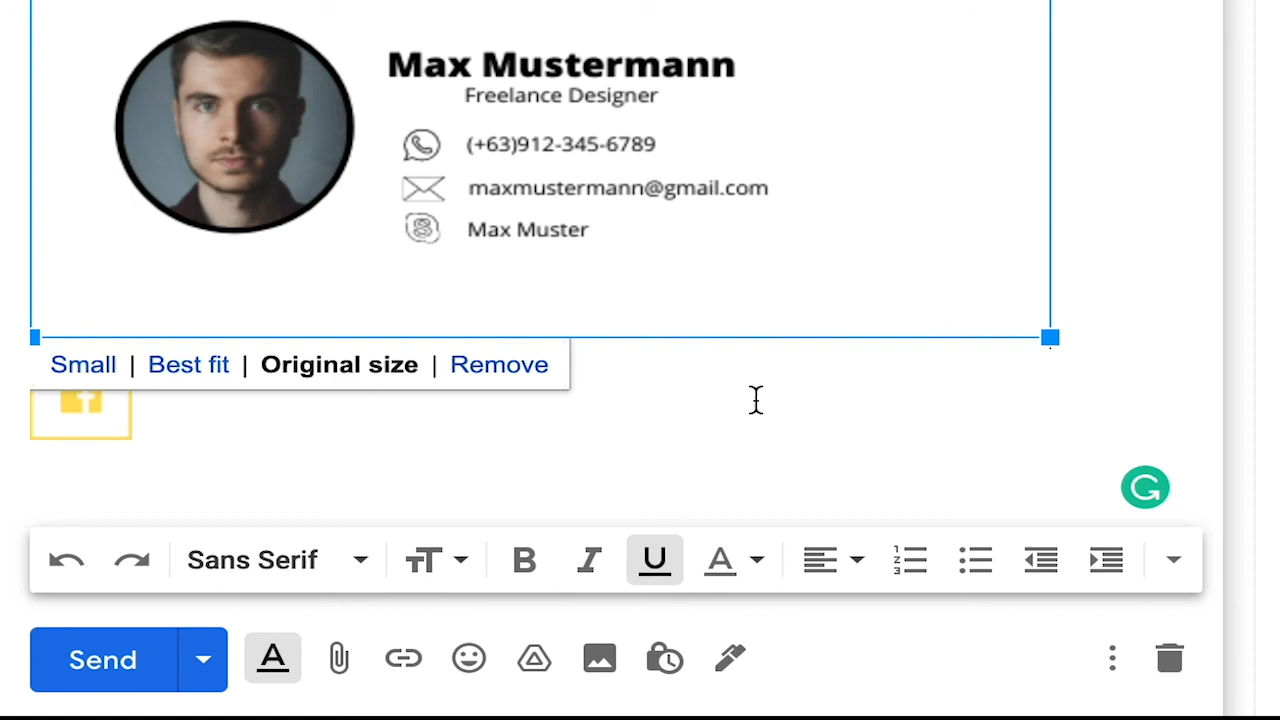 Max Mustermann
Freelance Designer
(+63)912-345-6789
maxmustermann@gmail.com
Max Muster
Small | Best fit | Original size | Remove
Sans Serif
Send